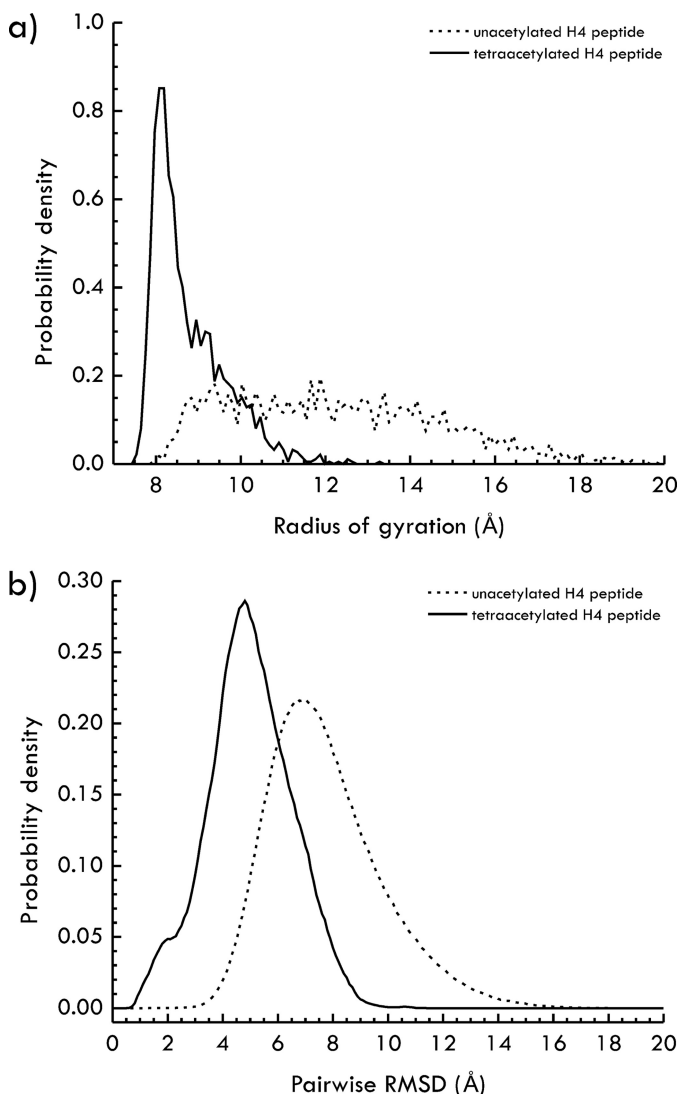 a)
unacetylated H4 peptide
tetraacetylated H4 peptide
Probability density
1.0
0.8
0.6
0.4
0.2
0.0
8 10 12 14 16 18 20
Radius of gyration (Å)
b)
unacetylated H4 peptide
tetraacetylated H4 peptide
Probability density
0.30
0.25
0.20
0.15
0.10
0.05
0.00
0 2 4 6 8 10 12 14 16 18 20
Pairwise RMSD (Å)